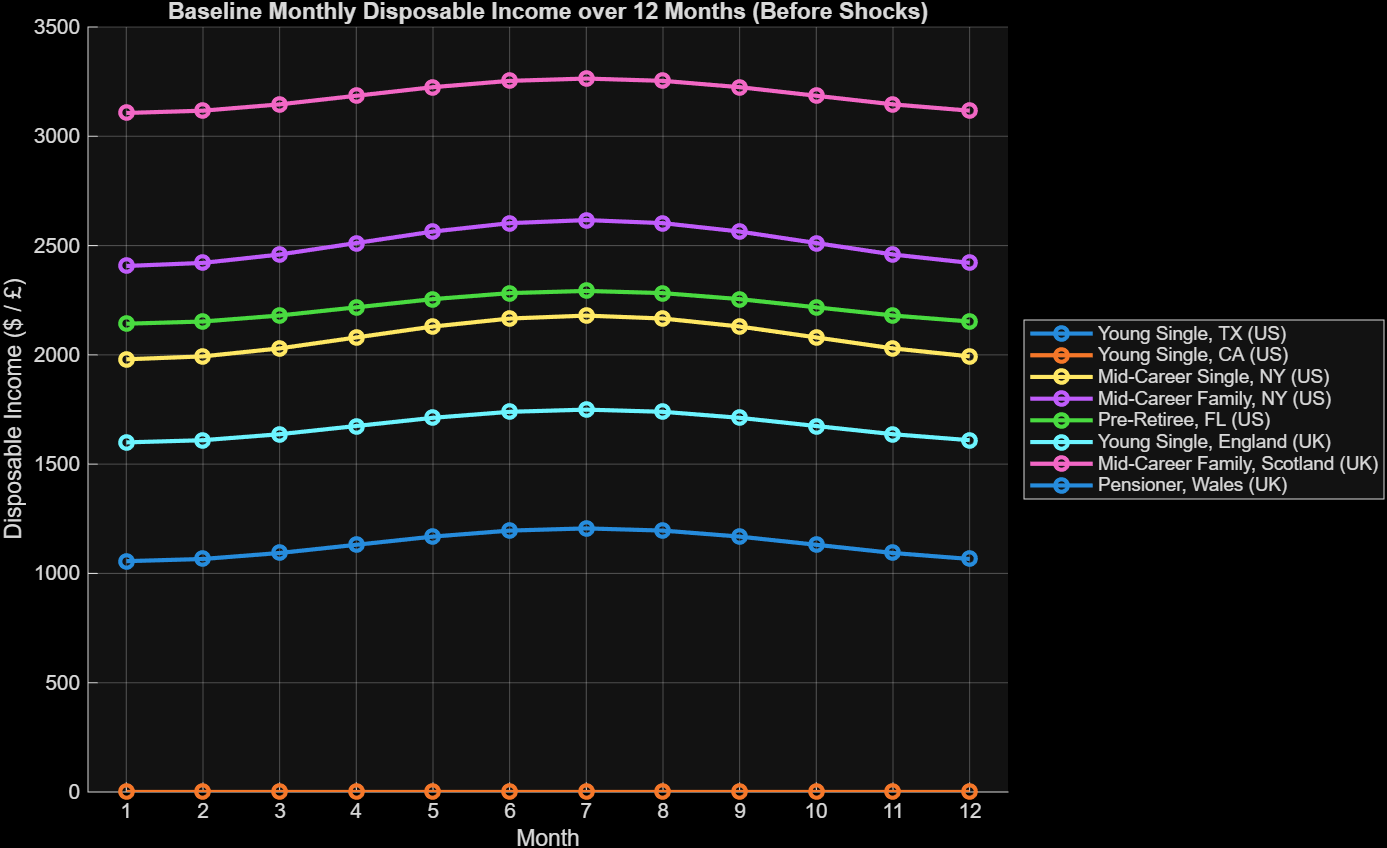 Baseline Monthly Disposable Income over 12 Months (Before Shocks)
Disposable Income ($ / £)
3500
3000
2500
2000
1500
1000
500
0
1 2 3 4 5 6 7 8 9 10 11 12
Month
Young Single, TX (US)
Young Single, CA (US)
Mid-Career Single, NY (US)
Mid-Career Family, NY (US)
Pre-Retiree, FL (US)
Young Single, England (UK)
Mid-Career Family, Scotland (UK)
Pensioner, Wales (UK)